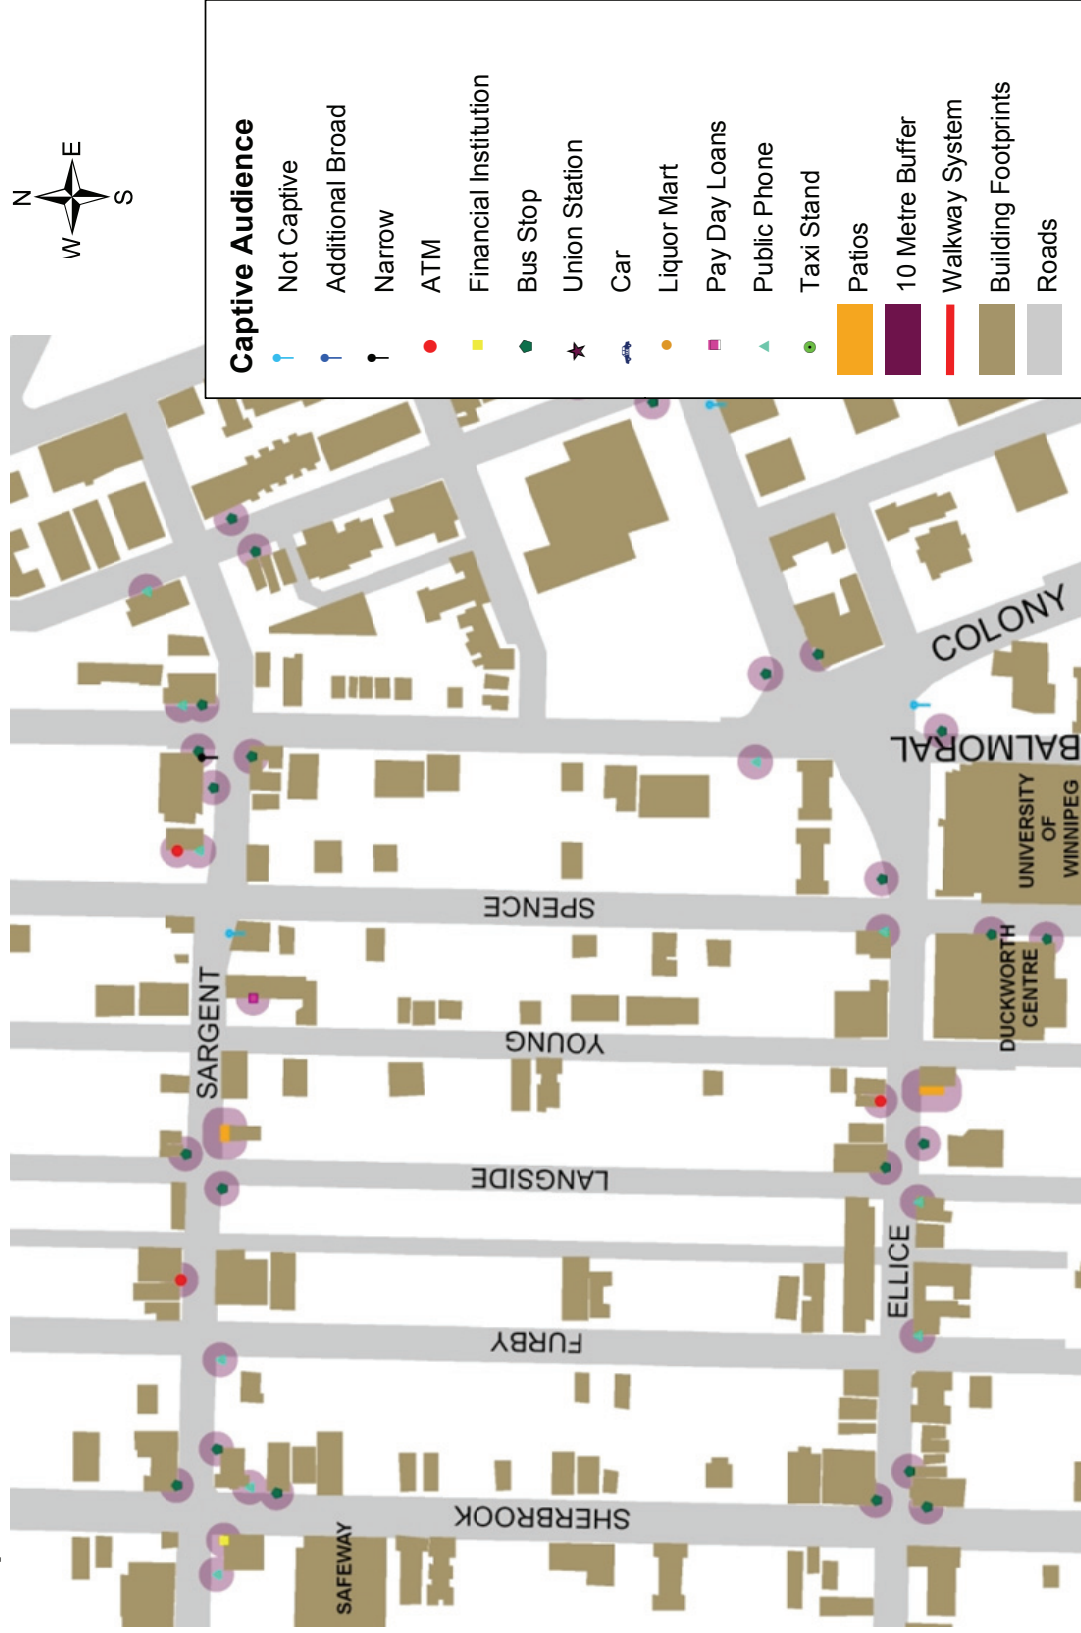 N
W E
S
Captive Audience
Not Captive
Additional Broad
Narrow
ATM
Financial Institution
Bus Stop
Union Station
Car
Liquor Mart
Pay Day Loans
Public Phone
Taxi Stand
Patios
10 Metre Buffer
Walkway System
Building Footprints
Roads
SARGENT
SPENCE
YOUNG
LANGSIDE
FURBY
SHERBROOK
SAFEWAY
ELLICE
BALMORAL
COLONY
UNIVERSITY
OF
WINNIPEG
DUCKWORTH
CENTRE